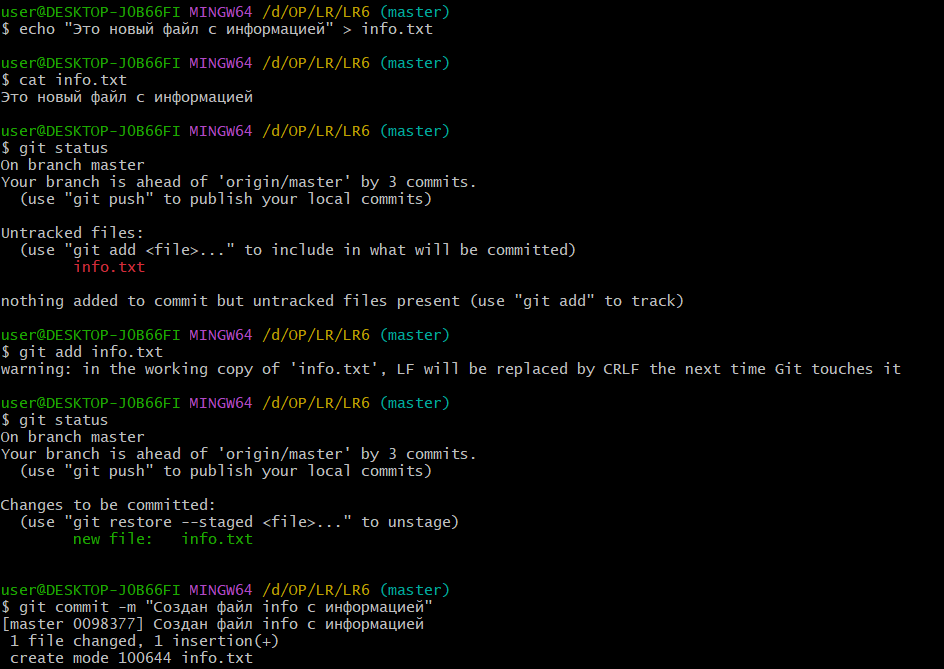 user@DESKTOP-JOB66FI MINGW64 /d/OP/LR/LR6 (master)
$ echo "Это новый файл с информацией" > info.txt
user@DESKTOP-JOB66FI MINGW64 /d/OP/LR/LR6 (master)
$ cat info.txt
Это новый файл с информацией
user@DESKTOP-JOB66FI MINGW64 /d/OP/LR/LR6 (master)
$ git status
On branch master
Your branch is ahead of 'origin/master' by 3 commits.
  (use "git push" to publish your local commits)
Untracked files:
  (use "git add <file>..." to include in what will be committed)
        info.txt
nothing added to commit but untracked files present (use "git add" to track)
user@DESKTOP-JOB66FI MINGW64 /d/OP/LR/LR6 (master)
$ git add info.txt
warning: in the working copy of 'info.txt', LF will be replaced by CRLF the next time Git touches it
user@DESKTOP-JOB66FI MINGW64 /d/OP/LR/LR6 (master)
$ git status
On branch master
Your branch is ahead of 'origin/master' by 3 commits.
  (use "git push" to publish your local commits)
Changes to be committed:
  (use "git restore --staged <file>..." to unstage)
        new file:   info.txt
user@DESKTOP-JOB66FI MINGW64 /d/OP/LR/LR6 (master)
$ git commit -m "Создан файл info с информацией"
[master 0098377] Создан файл info с информацией
 1 file changed, 1 insertion(+)
 create mode 100644 info.txt